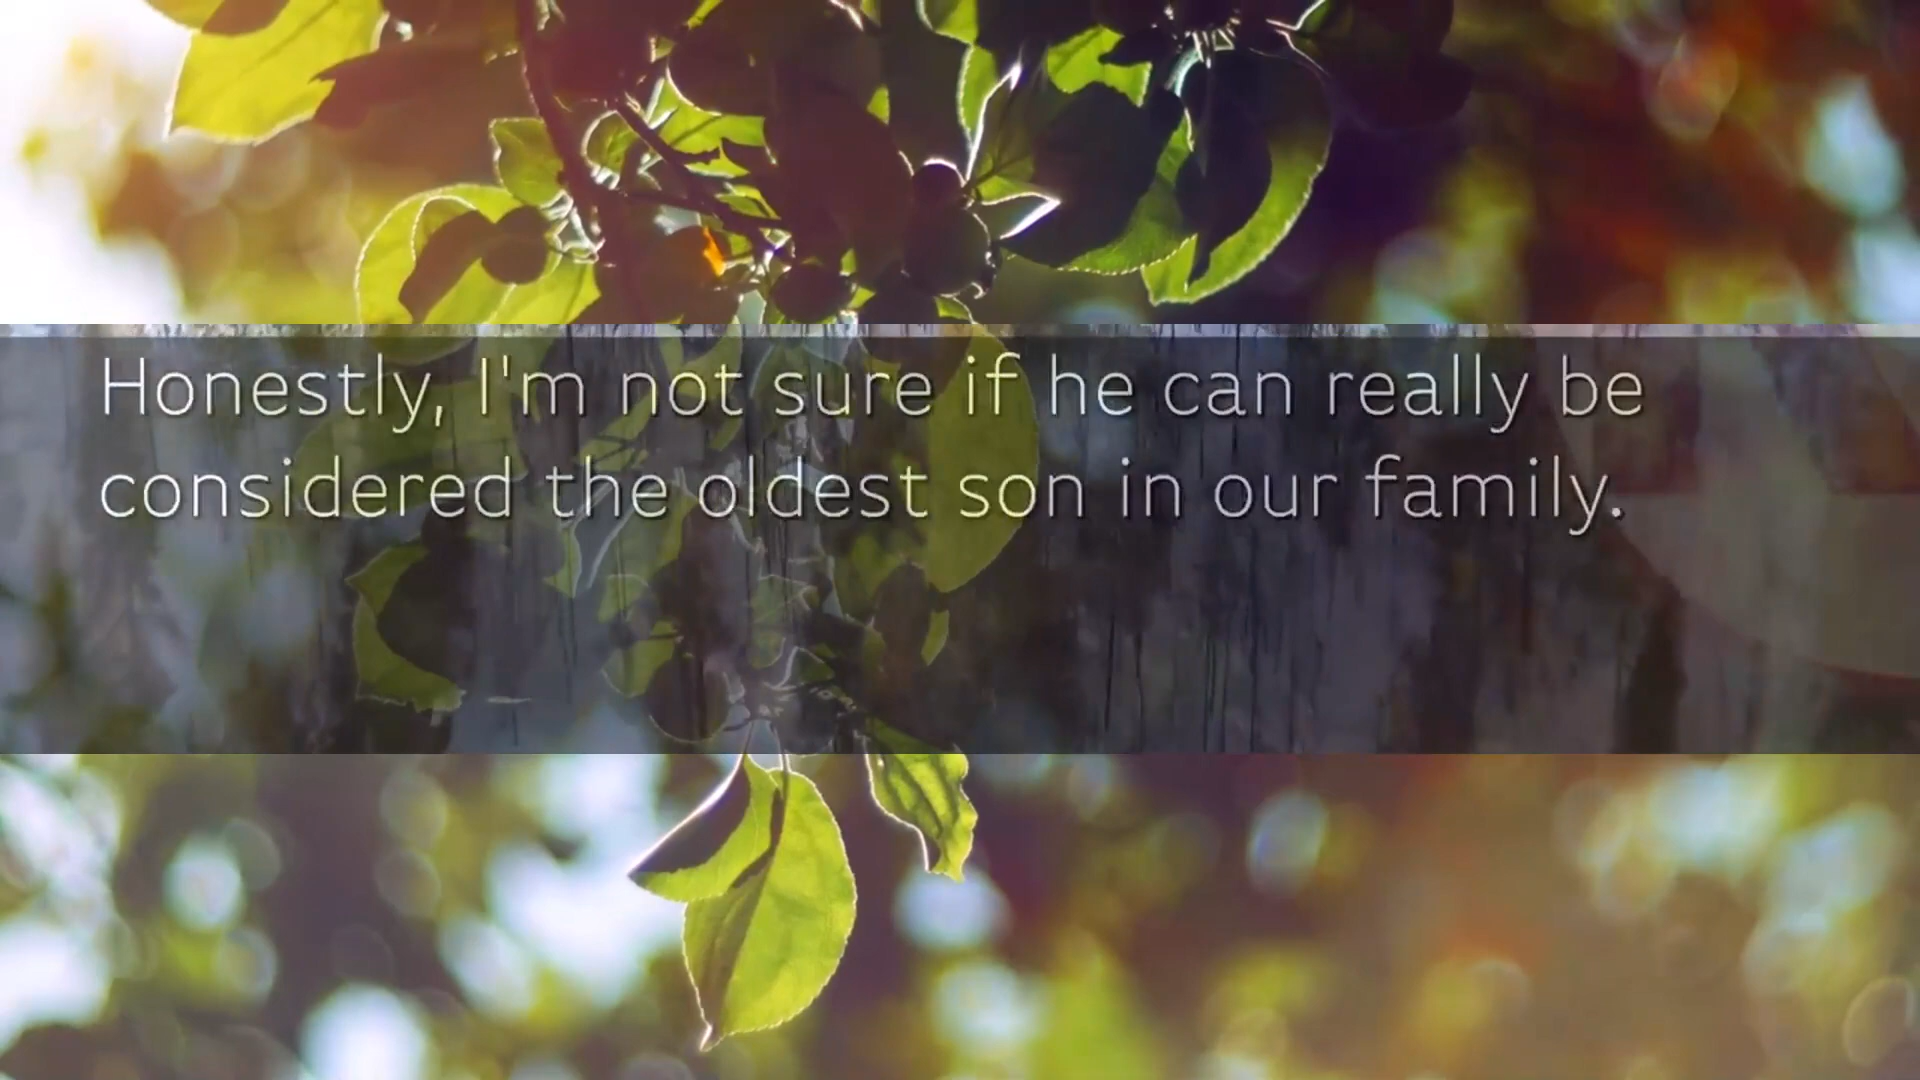 Honestly, I'm not sure if he can really be
considered the oldest son in our family.